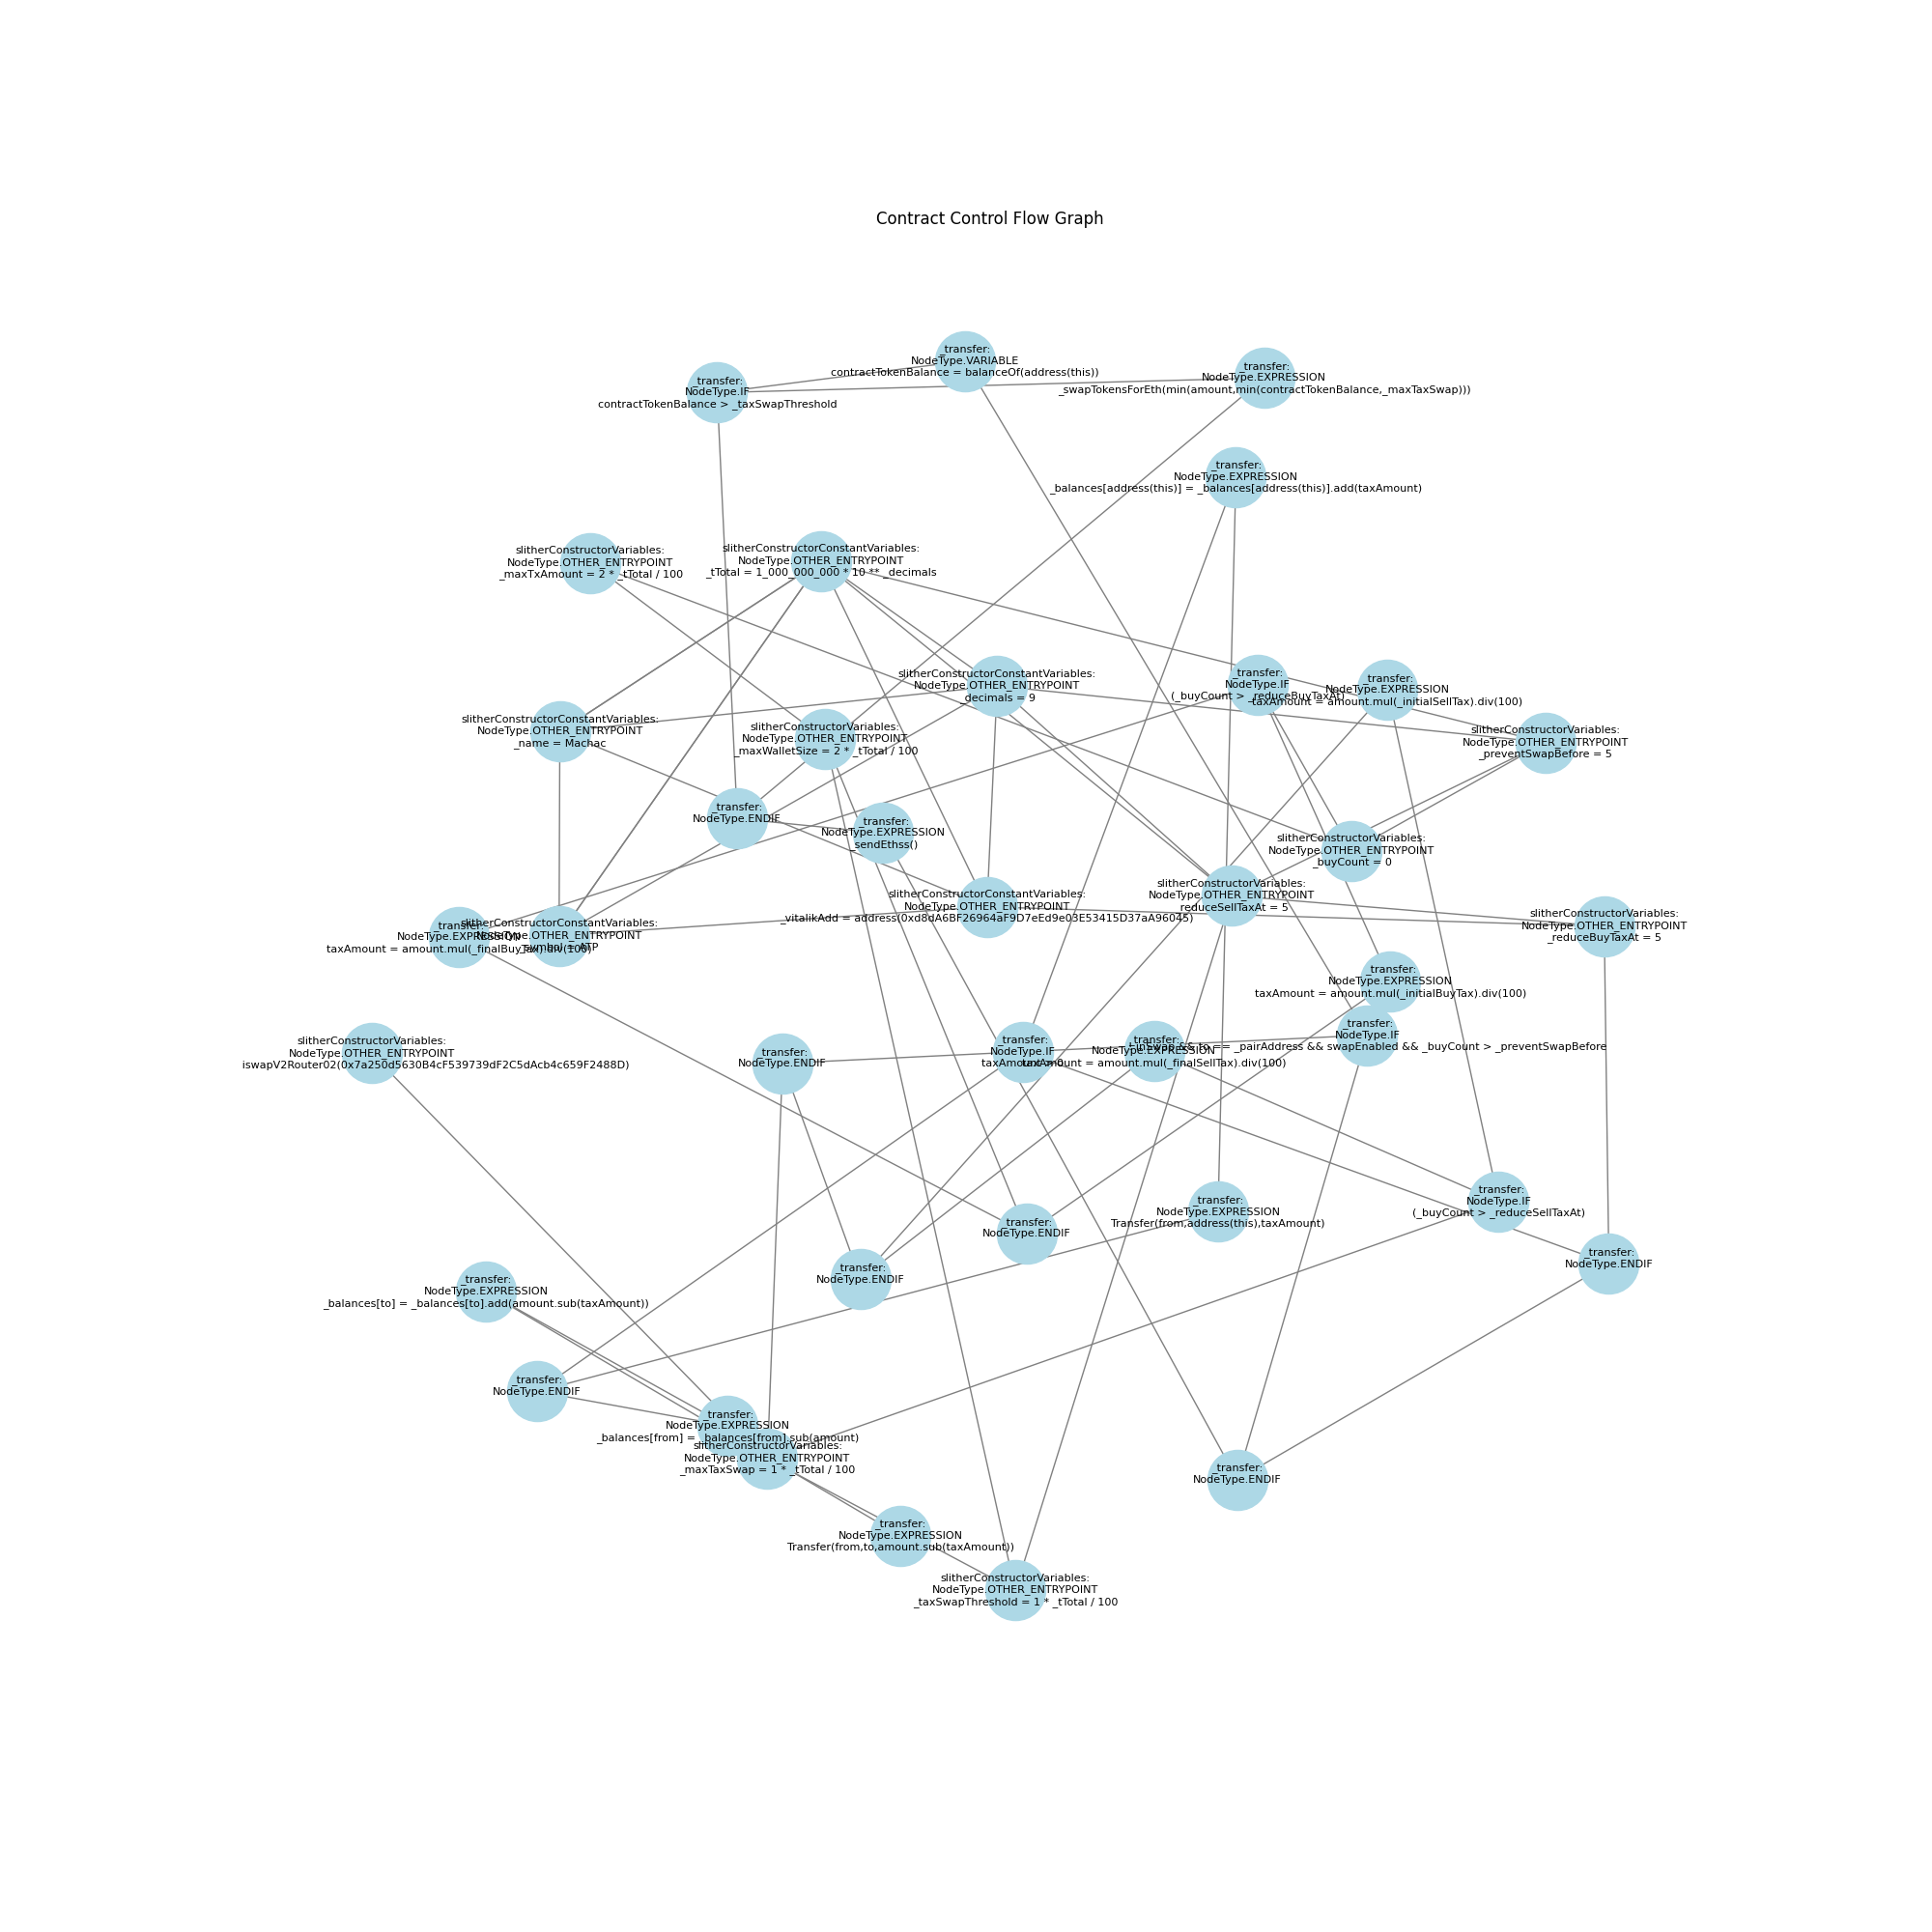 Contract Control Flow Graph
_transfer:
NodeType.VARIABLE
contractTokenBalance = balanceOf(address(this))
_transfer:
NodeType.EXPRESSION
_swapTokensForEth(min(amount,min(contractTokenBalance,_maxTaxSwap)))
_transfer:
NodeType.IF
contractTokenBalance > _taxSwapThreshold
_transfer:
NodeType.EXPRESSION
_balances[address(this)] = _balances[address(this)].add(taxAmount)
slitherConstructorVariables:
NodeType.OTHER_ENTRYPOINT
_maxTxAmount = 2 * _tTotal / 100
slitherConstructorConstantVariables:
NodeType.OTHER_ENTRYPOINT
_tTotal = 1_000_000_000 * 10 ** _decimals
slitherConstructorConstantVariables:
NodeType.OTHER_ENTRYPOINT
_decimals = 9
_transfer:
NodeType.IF
(_buyCount > _reduceBuyTaxAt)
_transfer:
NodeType.EXPRESSION
taxAmount = amount.mul(_initialSellTax).div(100)
slitherConstructorConstantVariables:
NodeType.OTHER_ENTRYPOINT
_name = Machac
slitherConstructorVariables:
NodeType.OTHER_ENTRYPOINT
_maxWalletSize = 2 * _tTotal / 100
slitherConstructorVariables:
NodeType.OTHER_ENTRYPOINT
_preventSwapBefore = 5
_transfer:
NodeType.ENDIF
_transfer:
NodeType.EXPRESSION
_sendEthss()
slitherConstructorVariables:
NodeType.OTHER_ENTRYPOINT
_buyCount = 0
slitherConstructorConstantVariables:
NodeType.OTHER_ENTRYPOINT
_vitalikAdd = address(0xd8dA6BF26964aF9D7eEd9e03E53415D37aA96045)
slitherConstructorVariables:
NodeType.OTHER_ENTRYPOINT
_reduceSellTaxAt = 5
slitherConstructorVariables:
NodeType.OTHER_ENTRYPOINT
_reduceBuyTaxAt = 5
_transfer:
NodeType.EXPRESSION
taxAmount = amount.mul(_finalBuyTax).div(100)
slitherConstructorConstantVariables:
NodeType.OTHER_ENTRYPOINT
_symbol = ATP
_transfer:
NodeType.EXPRESSION
taxAmount = amount.mul(_initialBuyTax).div(100)
_transfer:
NodeType.IF
inSwap && to == _pairAddress && swapEnabled && _buyCount > _preventSwapBefore
slitherConstructorVariables:
NodeType.OTHER_ENTRYPOINT
iswapV2Router02(0x7a250d5630B4cF539739dF2C5dAcb4c659F2488D)
_transfer:
NodeType.ENDIF
_transfer:
NodeType.IF
taxAmount > 0
_transfer:
NodeType.EXPRESSION
taxAmount = amount.mul(_finalSellTax).div(100)
_transfer:
NodeType.IF
(_buyCount > _reduceSellTaxAt)
_transfer:
NodeType.EXPRESSION
Transfer(from,address(this),taxAmount)
_transfer:
NodeType.ENDIF
_transfer:
NodeType.ENDIF
_transfer:
NodeType.ENDIF
_transfer:
NodeType.EXPRESSION
_balances[to] = _balances[to].add(amount.sub(taxAmount))
_transfer:
NodeType.ENDIF
_transfer:
NodeType.EXPRESSION
_balances[from] = _balances[from].sub(amount)
slitherConstructorVariables:
NodeType.OTHER_ENTRYPOINT
_maxTaxSwap = 1 * _tTotal / 100
_transfer:
NodeType.ENDIF
_transfer:
NodeType.EXPRESSION
Transfer(from,to,amount.sub(taxAmount))
slitherConstructorVariables:
NodeType.OTHER_ENTRYPOINT
_taxSwapThreshold = 1 * _tTotal / 100